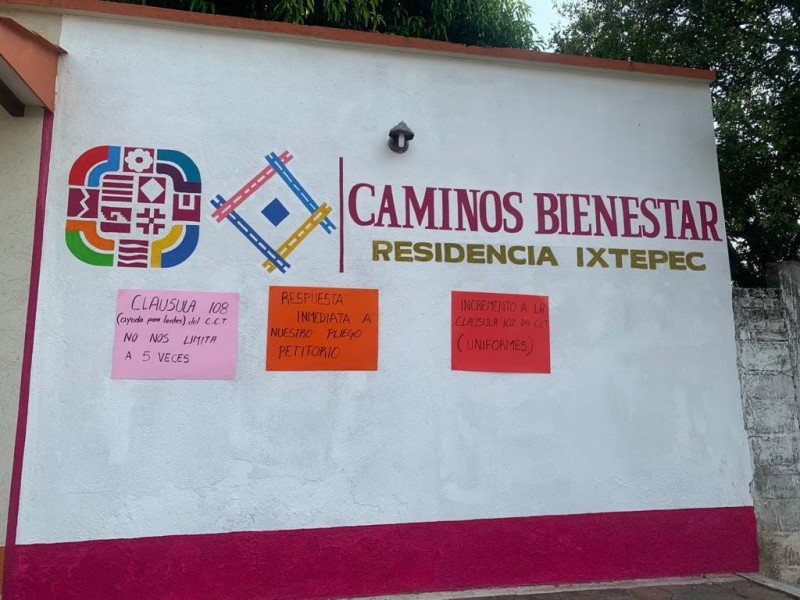 CAMINOS BIENESTAR
RESIDENCIA IXTEPEC
CLAUSULA 108
(ayuda para lentes) del C.C.T
NO NOS LIMITA
A 5 VECES
RESPUESTA
INMEDIATA A
NUESTRO PLIEGO
PETITORIO
INCREMENTO A LA
CLAUSULA 102 CCT
(UNIFORMES)